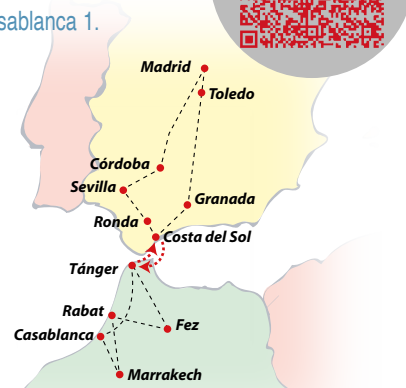 sablanca 1.
Madrid
Toledo
Córdoba
Sevilla
Granada
Ronda
Costa del Sol
Tánger
Rabat
Fez
Casablanca
Marrakech